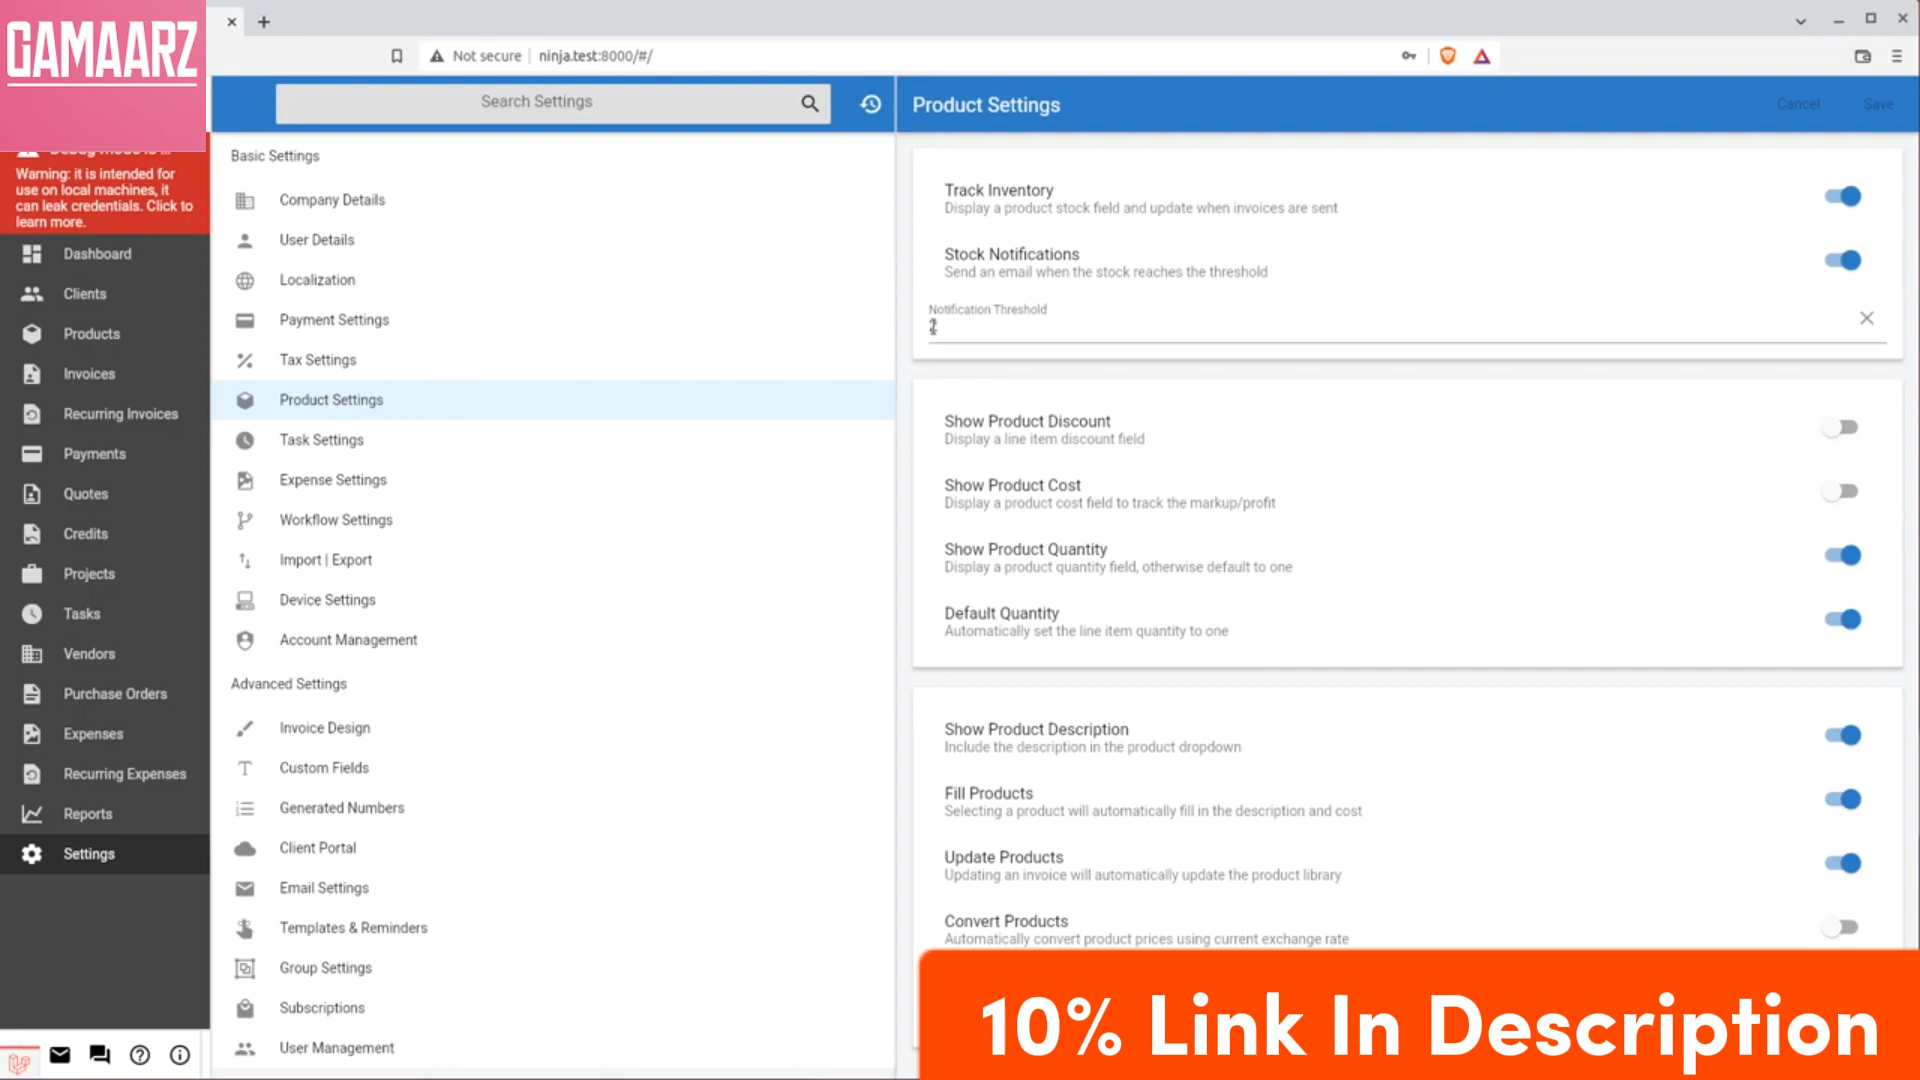 GAMAARZ
Not secure
ninja.test:8000/#/
Search Settings
Product Settings
Cancel
Save
Warning: it is intended for
use on local machines, it
can leak credentials. Click to
learn more.
Dashboard
Clients
Products
Invoices
Recurring Invoices
Payments
Quotes
Credits
Projects
Tasks
Vendors
Purchase Orders
Expenses
Recurring Expenses
Reports
Settings
Basic Settings
Company Details
User Details
Localization
Payment Settings
Tax Settings
Product Settings
Task Settings
Expense Settings
Workflow Settings
Import | Export
Device Settings
Account Management
Advanced Settings
Invoice Design
Custom Fields
Generated Numbers
Client Portal
Email Settings
Templates & Reminders
Group Settings
Subscriptions
User Management
Track Inventory
Display a product stock field and update when invoices are sent
Stock Notifications
Send an email when the stock reaches the threshold
Notification Threshold
Show Product Discount
Display a line item discount field
Show Product Cost
Display a product cost field to track the markup/profit
Show Product Quantity
Display a product quantity field, otherwise default to one
Default Quantity
Automatically set the line item quantity to one
Show Product Description
Include the description in the product dropdown
Fill Products
Selecting a product will automatically fill in the description and cost
Update Products
Updating an invoice will automatically update the product library
Convert Products
Automatically convert product prices using current exchange rate
10% Link In Description